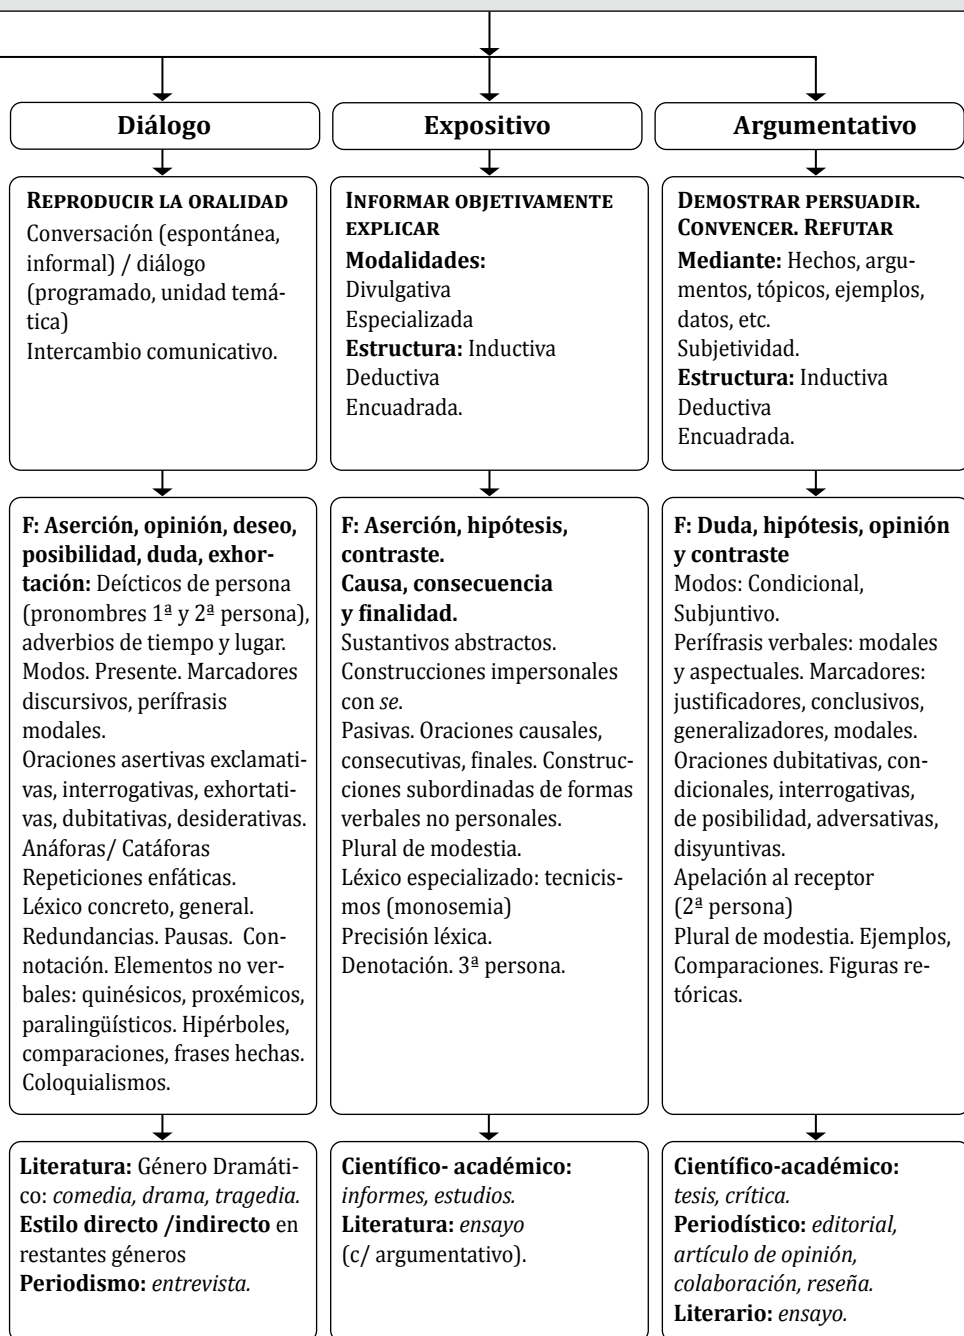 Diálogo
REPRODUCIR LA ORALIDAD
Conversación (espontánea,
informal) / diálogo
(programado, unidad temá-
tica)
Intercambio comunicativo.
F: Aserción, opinión, deseo,
posibilidad, duda, exhor-
tación: Deícticos de persona
(pronombres 1ª y 2ª persona),
adverbios de tiempo y lugar.
Modos. Presente. Marcadores
discursivos, perífrasis
modales.
Oraciones asertivas exclamati-
vas, interrogativas, exhortati-
vas, dubitativas, desiderativas.
Anáforas/ Catáforas
Repeticiones enfáticas.
Léxico concreto, general.
Redundancias. Pausas. Con-
notación. Elementos no ver-
bales: quinésicos, proxémicos,
paralingüísticos. Hipérboles,
comparaciones, frases hechas.
Coloquialismos.
Literatura: Género Dramáti-
co: comedia, drama, tragedia.
Estilo directo /indirecto en
restantes géneros
Periodismo: entrevista.
Expositivo
INFORMAR OBJETIVAMENTE
EXPLICAR
Modalidades:
Divulgativa
Especializada
Estructura: Inductiva
Deductiva
Encuadrada.
F: Aserción, hipótesis,
contraste.
Causa, consecuencia
y finalidad.
Sustantivos abstractos.
Construcciones impersonales
con se.
Pasivas. Oraciones causales,
consecutivas, finales. Construc-
ciones subordinadas de formas
verbales no personales.
Plural de modestia.
Léxico especializado: tecnicis-
mos (monosemia)
Precisión léxica.
Denotación. 3ª persona.
Científico- académico:
informes, estudios.
Literatura: ensayo
(c/ argumentativo).
Argumentativo
DEMOSTRAR PERSUADIR.
CONVENCER. REFUTAR
Mediante: Hechos, argu-
mentos, tópicos, ejemplos,
datos, etc.
Subjetividad.
Estructura: Inductiva
Deductiva
Encuadrada.
F: Duda, hipótesis, opinión
y contraste
Modos: Condicional,
Subjuntivo.
Perífrasis verbales: modales
y aspectuales. Marcadores:
justificadores, conclusivos,
generalizadores, modales.
Oraciones dubitativas, con-
dicionales, interrogativas,
de posibilidad, adversativas,
disyuntivas.
Apelación al receptor
(2ª persona)
Plural de modestia. Ejemplos,
Comparaciones. Figuras re-
tóricas.
Científico-académico:
tesis, crítica.
Periodístico: editorial,
artículo de opinión,
colaboración, reseña.
Literario: ensayo.